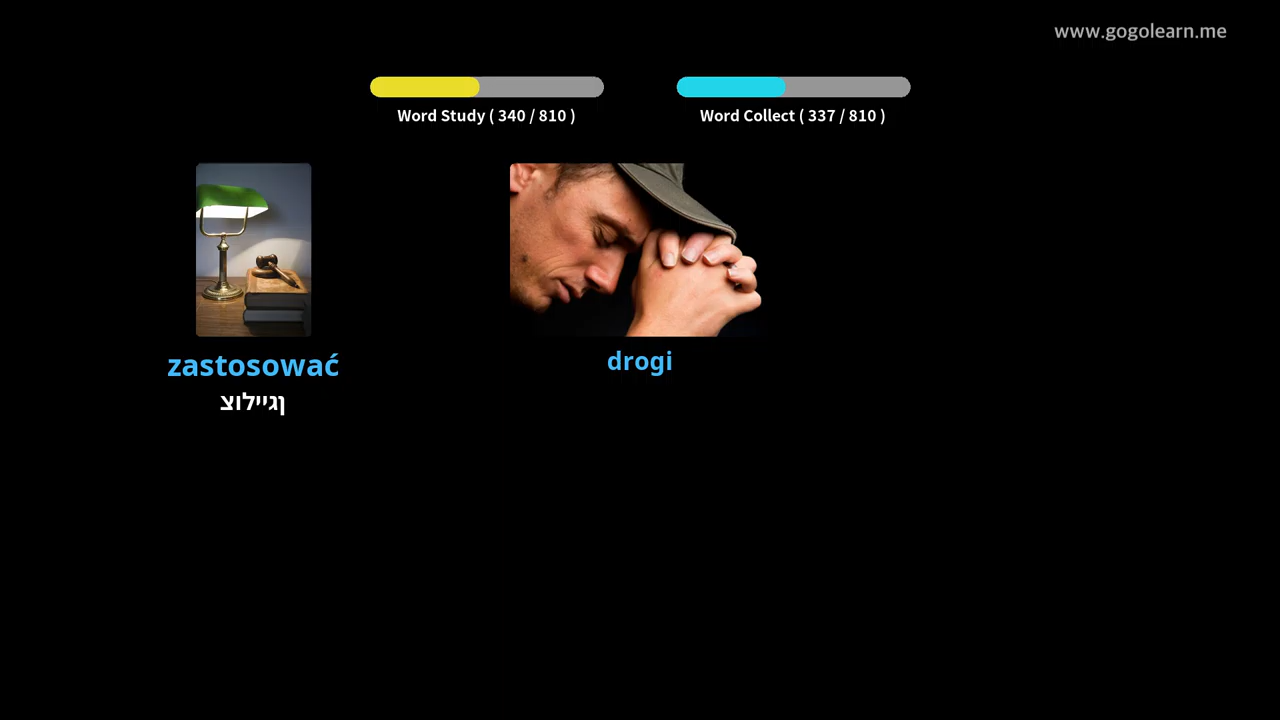 www.gogolearn.me
Word Study ( 340 / 810 )
Word Collect ( 337 / 810 )
zastosować
ןגיילוצ
drogi